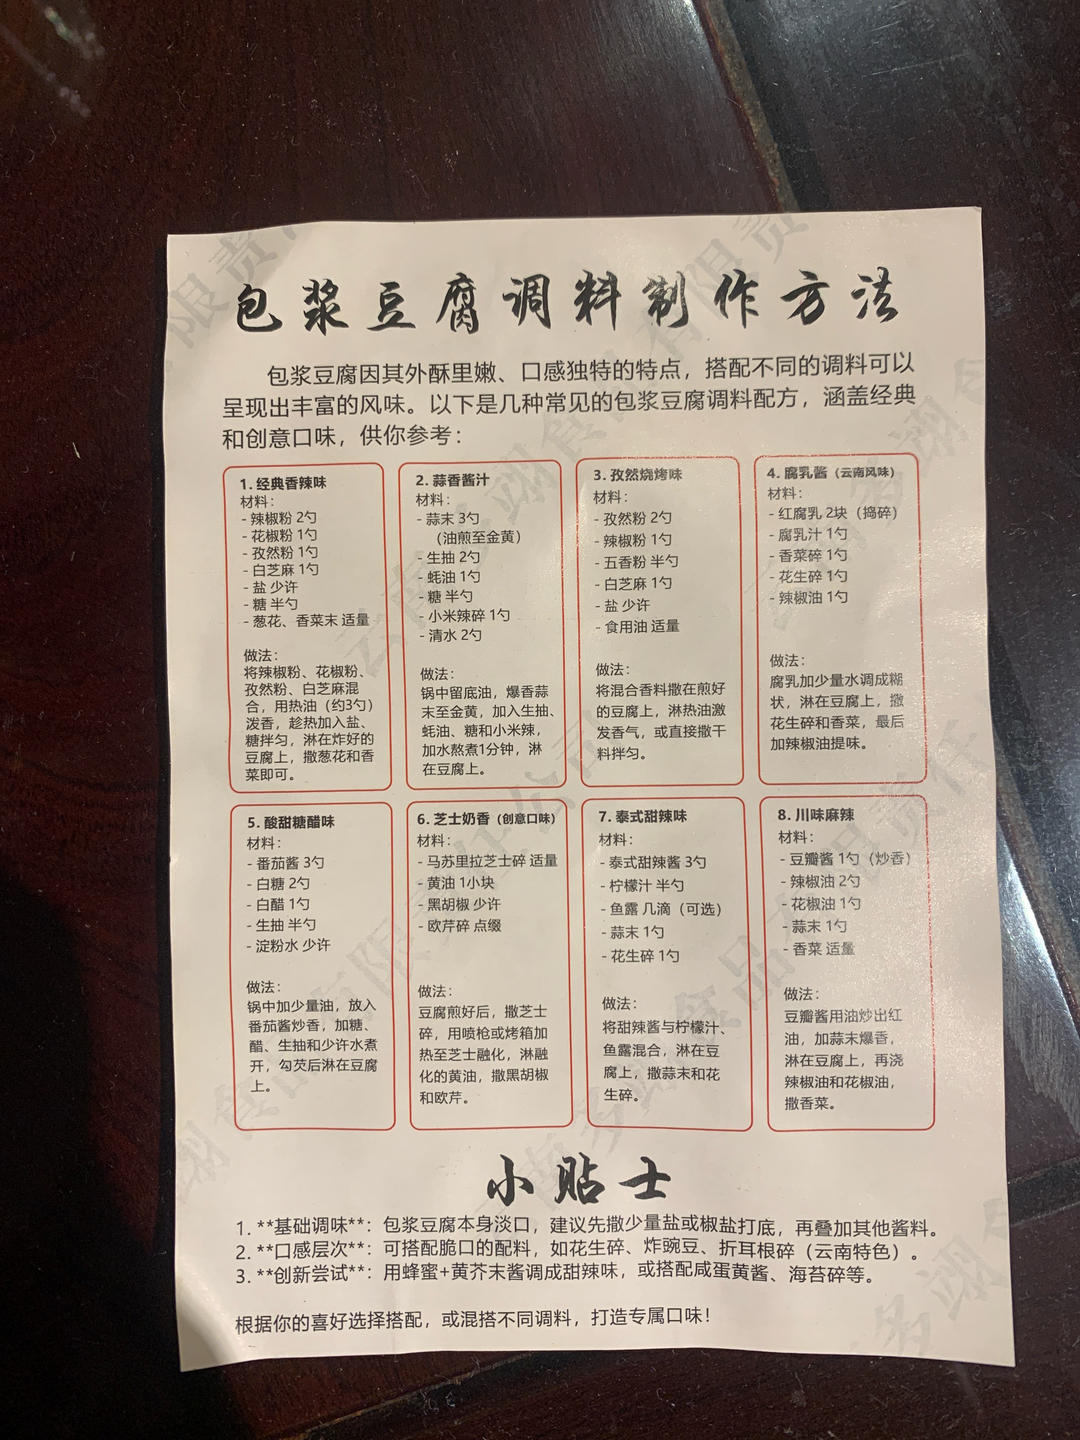 包浆豆腐调料制作方法
包浆豆腐因其外酥里嫩、口感独特的特点，搭配不同的调料可以
呈现出丰富的风味。以下是几种常见的包浆豆腐调料配方，涵盖经典
和创意口味，供你参考：
1. 经典香辣味
材料：
- 辣椒粉 2勺
- 花椒粉 1勺
- 孜然粉 1勺
- 白芝麻 1勺
- 盐 少许
- 糖 半勺
- 葱花、香菜末 适量
做法：
将辣椒粉、花椒粉、
孜然粉、白芝麻混
合，用热油（约3勺）
泼香，趁热加入盐、
糖拌匀，淋在炸好的
豆腐上，撒葱花和香
菜即可。
2. 蒜香酱汁
材料：
- 蒜末 3勺
（油煎至金黄）
- 生抽 2勺
- 蚝油 1勺
- 糖 半勺
- 小米辣碎 1勺
- 清水 2勺
做法：
锅中留底油，爆香蒜
末至金黄，加入生抽、
蚝油、糖和小米辣，
加水熬煮1分钟，淋
在豆腐上。
3. 孜然烧烤味
材料：
- 孜然粉 2勺
- 辣椒粉 1勺
- 五香粉 半勺
- 白芝麻 1勺
- 盐 少许
- 食用油 适量
做法：
将混合香料撒在煎好
的豆腐上，淋热油激
发香气，或直接撒干
料拌匀。
4. 腐乳酱（云南风味）
材料：
- 红腐乳 2块（捣碎）
- 腐乳汁 1勺
- 香菜碎 1勺
- 花生碎 1勺
- 辣椒油 1勺
做法：
腐乳加少量水调成糊
状，淋在豆腐上，撒
花生碎和香菜，最后
加辣椒油提味。
5. 酸甜糖醋味
材料：
- 番茄酱 3勺
- 白糖 2勺
- 白醋 1勺
- 生抽 半勺
- 淀粉水 少许
做法：
锅中加少量油，放入
番茄酱炒香，加糖、
醋、生抽和少许水煮
开，勾芡后淋在豆腐
上。
6. 芝士奶香（创意口味）
材料：
- 马苏里拉芝士碎 适量
- 黄油 1小块
- 黑胡椒 少许
- 欧芹碎 点缀
做法：
豆腐煎好后，撒芝士
碎，用喷枪或烤箱加
热至芝士融化，淋融
化的黄油，撒黑胡椒
和欧芹。
7. 泰式甜辣味
材料：
- 泰式甜辣酱 3勺
- 柠檬汁 半勺
- 鱼露 几滴（可选）
- 蒜末 1勺
- 花生碎 1勺
做法：
将甜辣酱与柠檬汁、
鱼露混合，淋在豆
腐上，撒蒜末和花
生碎。
8. 川味麻辣
材料：
- 豆瓣酱 1勺（炒香）
- 辣椒油 2勺
- 花椒油 1勺
- 蒜末 1勺
- 香菜 适量
做法：
豆瓣酱用油炒出红
油，加蒜末爆香，
淋在豆腐上，再浇
辣椒油和花椒油，
撒香菜。
小贴士
1. **基础调味**：包浆豆腐本身淡口，建议先撒少量盐或椒盐打底，再叠加其他酱料。
2. **口感层次**：可搭配脆口的配料，如花生碎、炸豌豆、折耳根碎（云南特色）。
3. **创新尝试**：用蜂蜜+黄芥末酱调成甜辣味，或搭配咸蛋黄酱、海苔碎等。
根据你的喜好选择搭配，或混搭不同调料，打造专属口味！